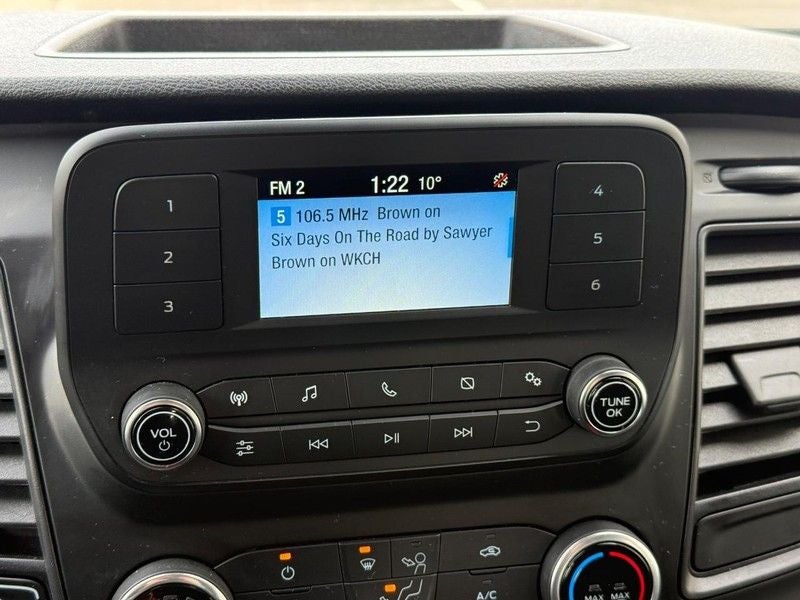 FM 2 1:22 10°
5 106.5 MHz Brown on
Six Days On The Road by Sawyer
Brown on WKCH
1
2
3
4
5
6
VOL
TUNE
OK
A/C
MAX MAX